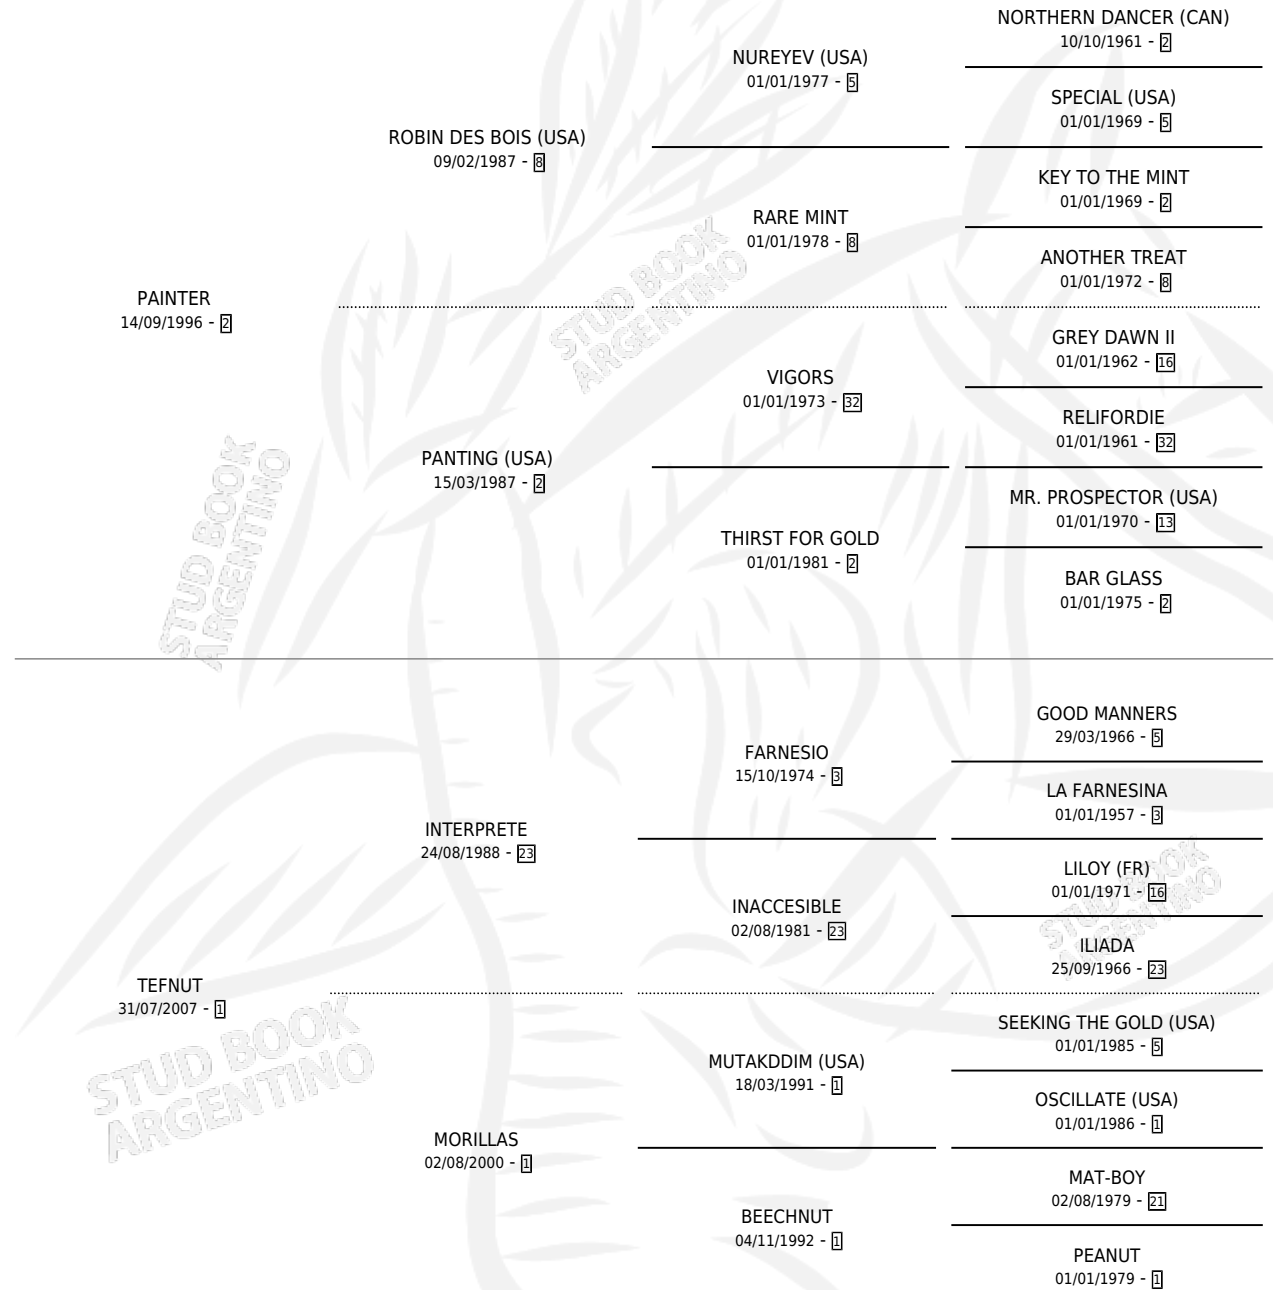 NORTHERN DANCER (CAN)
10/10/1961 - 2
NUREYEV (USA)
01/01/1977 - 5
SPECIAL (USA)
01/01/1969 - 5
ROBIN DES BOIS (USA)
09/02/1987 - 8
KEY TO THE MINT
01/01/1969 - 2
RARE MINT
01/01/1978 - 8
ANOTHER TREAT
01/01/1972 - 8
PAINTER
14/09/1996 - 2
GREY DAWN II
01/01/1962 - 16
VIGORS
01/01/1973 - 32
RELIFORDIE
01/01/1961 - 32
PANTING (USA)
15/03/1987 - 2
MR. PROSPECTOR (USA)
01/01/1970 - 13
THIRST FOR GOLD
01/01/1981 - 2
BAR GLASS
01/01/1975 - 2
STUD BOOK
ARGENTINO
STUD BOOK
ARGENTINO
GOOD MANNERS
29/03/1966 - 5
FARNESIO
15/10/1974 - 3
LA FARNESINA
01/01/1957 - 3
INTERPRETE
24/08/1988 - 23
LILOY (FR)
01/01/1971 - 16
INACCESIBLE
02/08/1981 - 23
ILIADA
25/09/1966 - 23
TEFNUT
31/07/2007 - 1
SEEKING THE GOLD (USA)
01/01/1985 - 5
MUTAKDDIM (USA)
18/03/1991 - 1
OSCILLATE (USA)
01/01/1986 - 1
MORILLAS
02/08/2000 - 1
MAT-BOY
02/08/1979 - 21
BEECHNUT
04/11/1992 - 1
PEANUT
01/01/1979 - 1
STUD BOOK
ARGENTINO
STUD BOOK
ARGENTINO